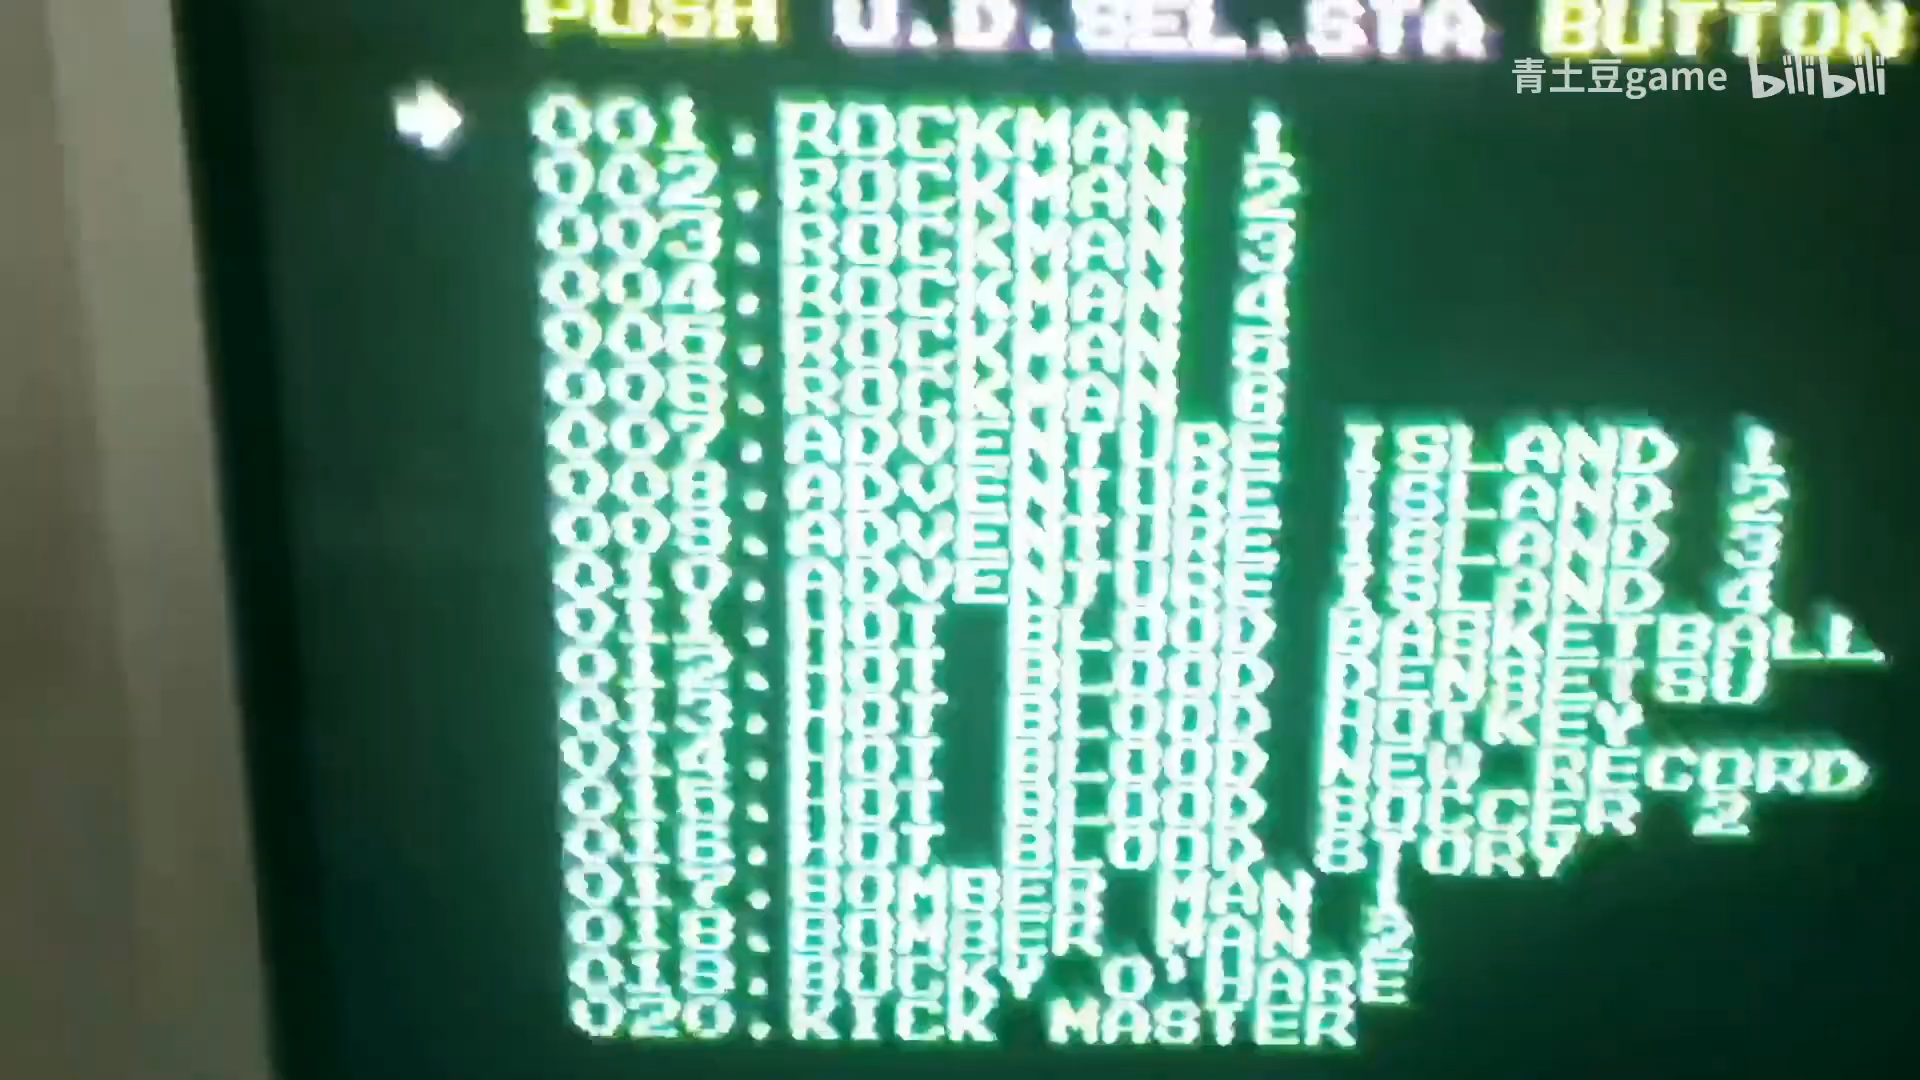 PUSH U.D.SEL.STA BUTTON
青土豆game bilibili
001.ROCKMAN 1
002.ROCKMAN 2
003.ROCKMAN 3
004.ROCKMAN 4
005.ROCKMAN 5
006.ROCKMAN 6
007.ADVENTURE ISLAND 1
008.ADVENTURE ISLAND 2
009.ADVENTURE ISLAND 3
010.ADVENTURE ISLAND 4
011.HOT BLOOD BASKETBALL
012.HOT BLOOD DENBETSU
013.HOT BLOOD HOTKEY
014.HOT BLOOD NEW RECORD
015.HOT BLOOD SOCCER 2
016.HOT BLOOD STORY
017.BOMBER MAN 1
018.BOMBER MAN 2
019.BUCKY O'HARE
020.KICK MASTER